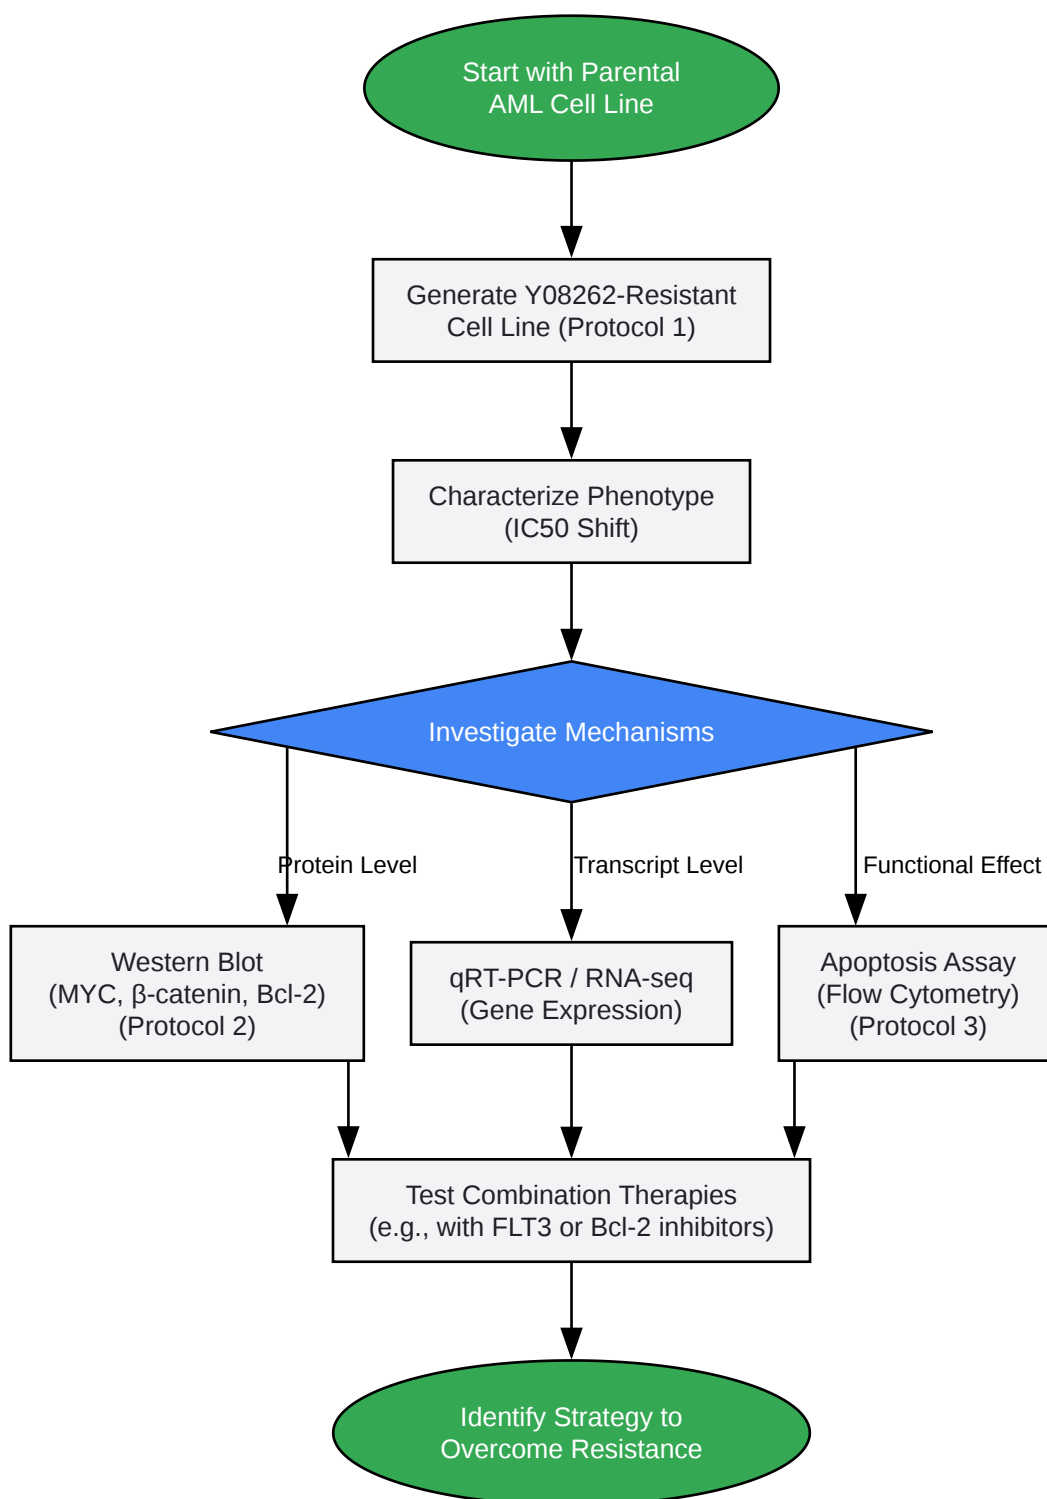 Start with Parental
AML Cell Line
Generate Y08262-Resistant
Cell Line (Protocol 1)
Characterize Phenotype
(IC50 Shift)
Investigate Mechanisms
Protein Level
Transcript Level
Functional Effect
Western Blot
(MYC, β-catenin, Bcl-2)
(Protocol 2)
qRT-PCR / RNA-seq
(Gene Expression)
Apoptosis Assay
(Flow Cytometry)
(Protocol 3)
Test Combination Therapies
(e.g., with FLT3 or Bcl-2 inhibitors)
Identify Strategy to
Overcome Resistance